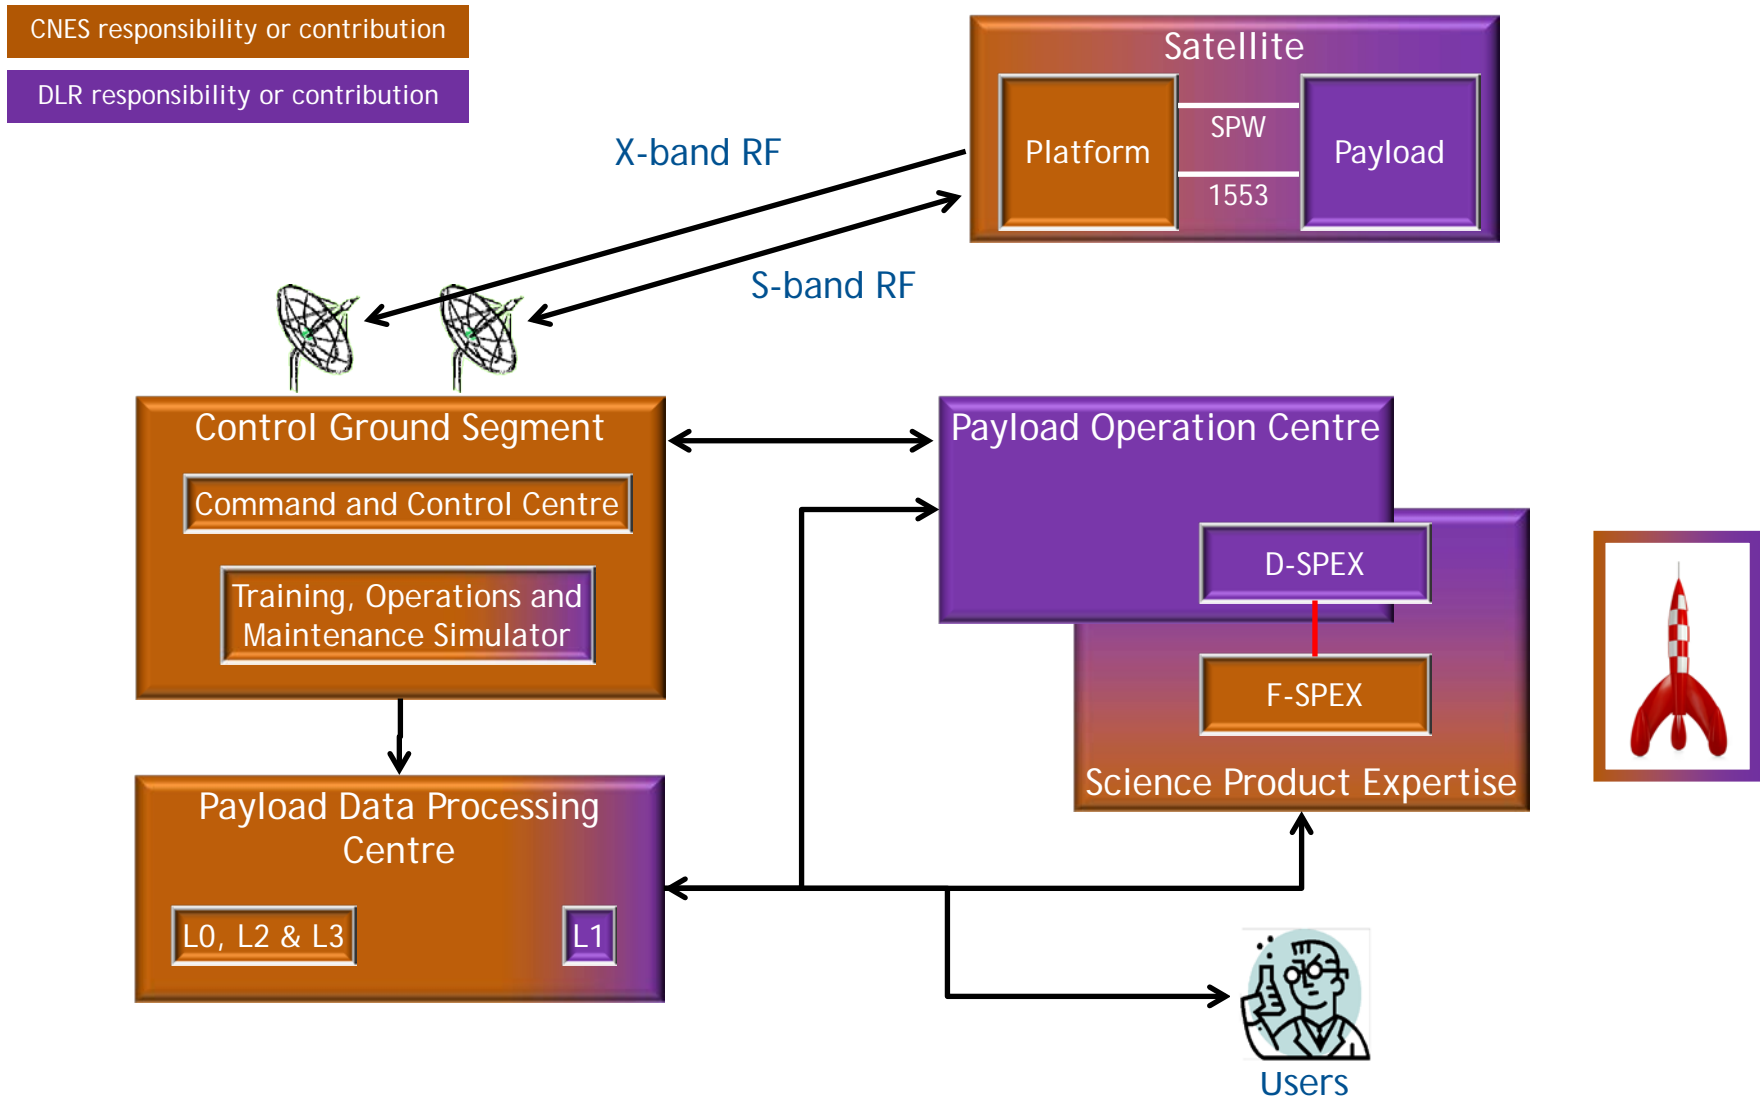 CNES responsibility or contribution
DLR responsibility or contribution
Satellite
Platform
SPW
1553
Payload
X-band RF
S-band RF
Control Ground Segment
Command and Control Centre
Training, Operations and
Maintenance Simulator
Payload Operation Centre
D-SPEX
F-SPEX
Science Product Expertise
Payload Data Processing
Centre
L0, L2 & L3
L1
Users